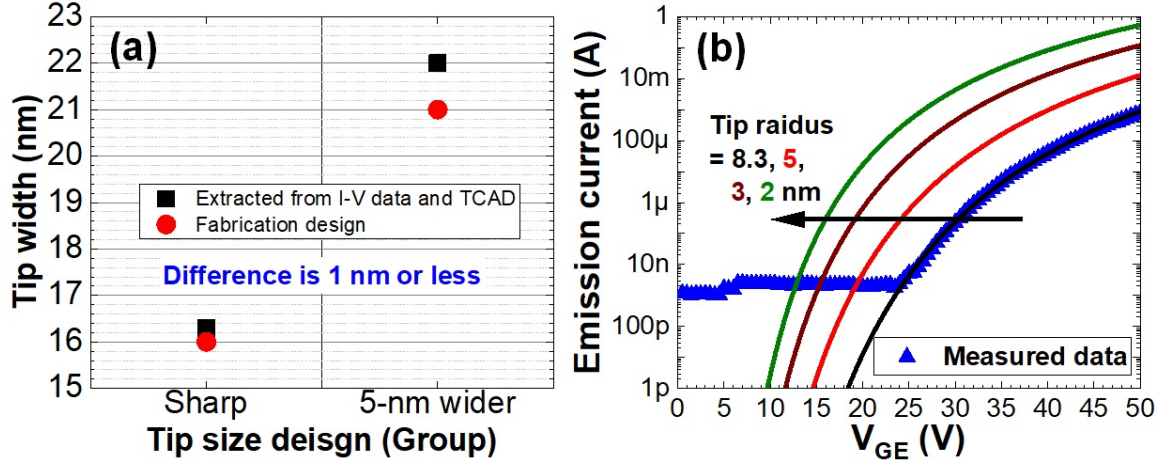 (a)
Tip width (nm)
23
22
21
20
19
18
17
16
15
Extracted from I-V data and TCAD
Fabrication design
Difference is 1 nm or less
Sharp 5-nm wider
Tip size deisgn (Group)
(b)
Emission current (A)
1
10m
100µ
1µ
10n
100p
1p
Tip raidus
= 8.3, 5,
3, 2 nm
Measured data
0 5 10 15 20 25 30 35 40 45 50
VGE (V)